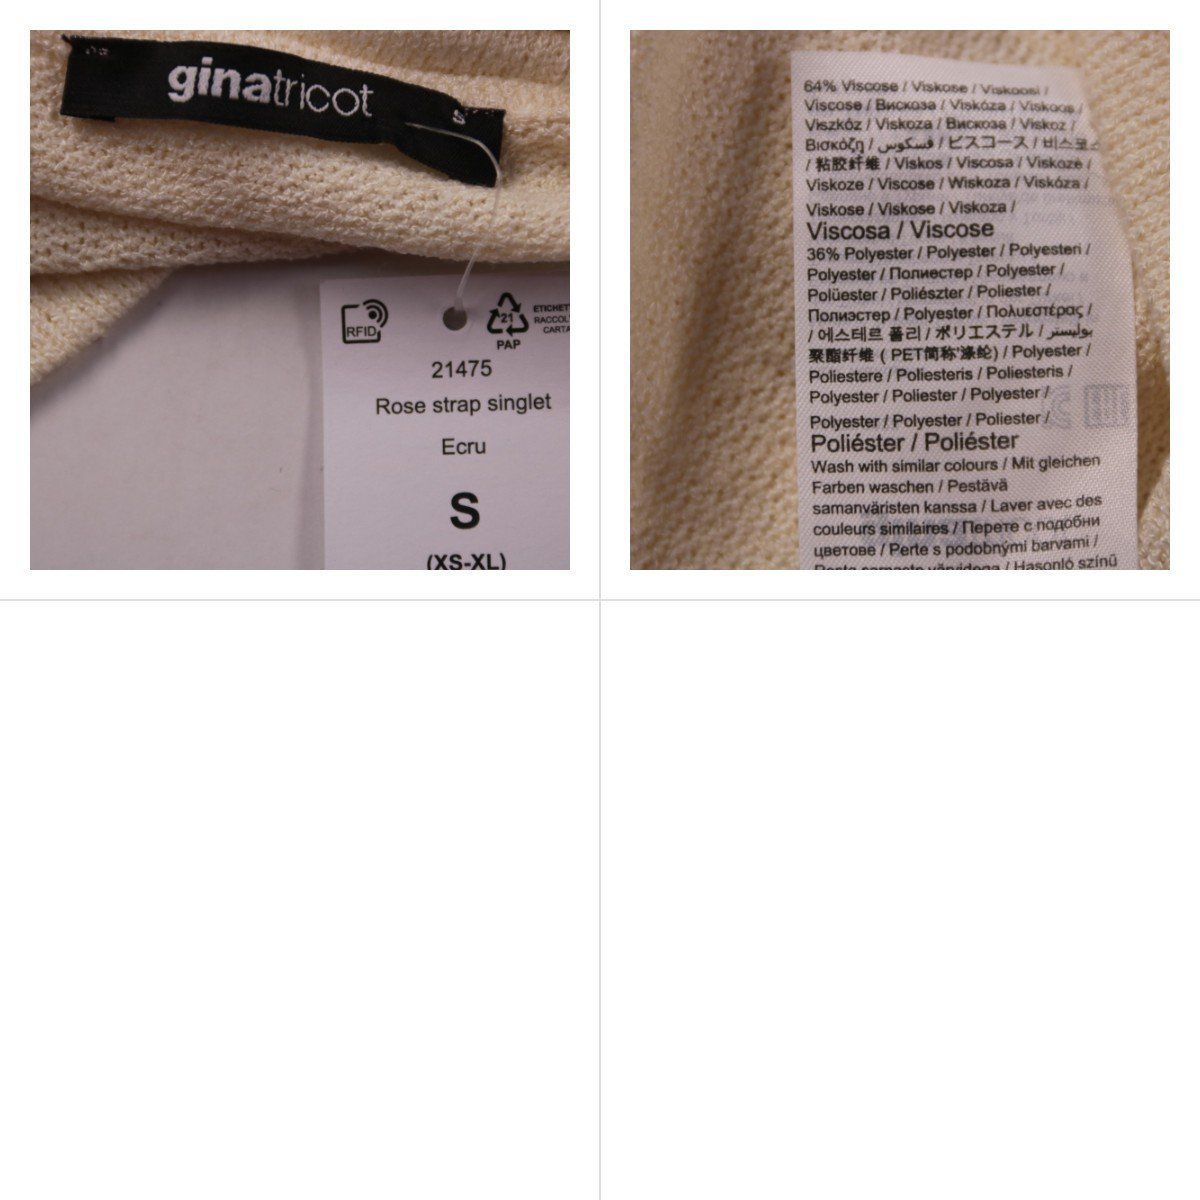 ginatricot
S
RFID
21
PAP
21475
Rose strap singlet
Ecru
S
(XS-XL)
64% Viscose / Viskose / Viskoosi /
Viscose / Вискоза / Viskóza / Viskoos /
Viszkóz / Viskoza / Вискоза / Viskoz /
Βισκόζη / فسكوس / ビスコース / 비스코스
/ 粘胶纤维 / Viskos / Viscosa / Viskozė /
Viskoze / Viscose / Wiskoza / Viskóza /
Viskose / Viskose / Viskoza /
Viscosa / Viscose
36% Polyester / Polyester / Polyesteri /
Polyester / Полиестер / Polyester /
Polüester / Poliészter / Poliester /
Полиэстер / Polyester / Πολυεστέρας /
/ 에스테르 폴리 / ポリエステル / بوليستر
聚酯纤维 ( PET简称'涤纶) / Polyester /
Poliestere / Poliesteris / Poliesteris /
Polyester / Poliester / Polyester /
Polyester / Polyester / Poliester /
Poliéster / Poliéster
Wash with similar colours / Mit gleichen
Farben waschen / Pestävä
samanväristen kanssa / Laver avec des
couleurs similaires / Перете с подобни
цветове / Perte s podobnými barvami /
Hasonló színű